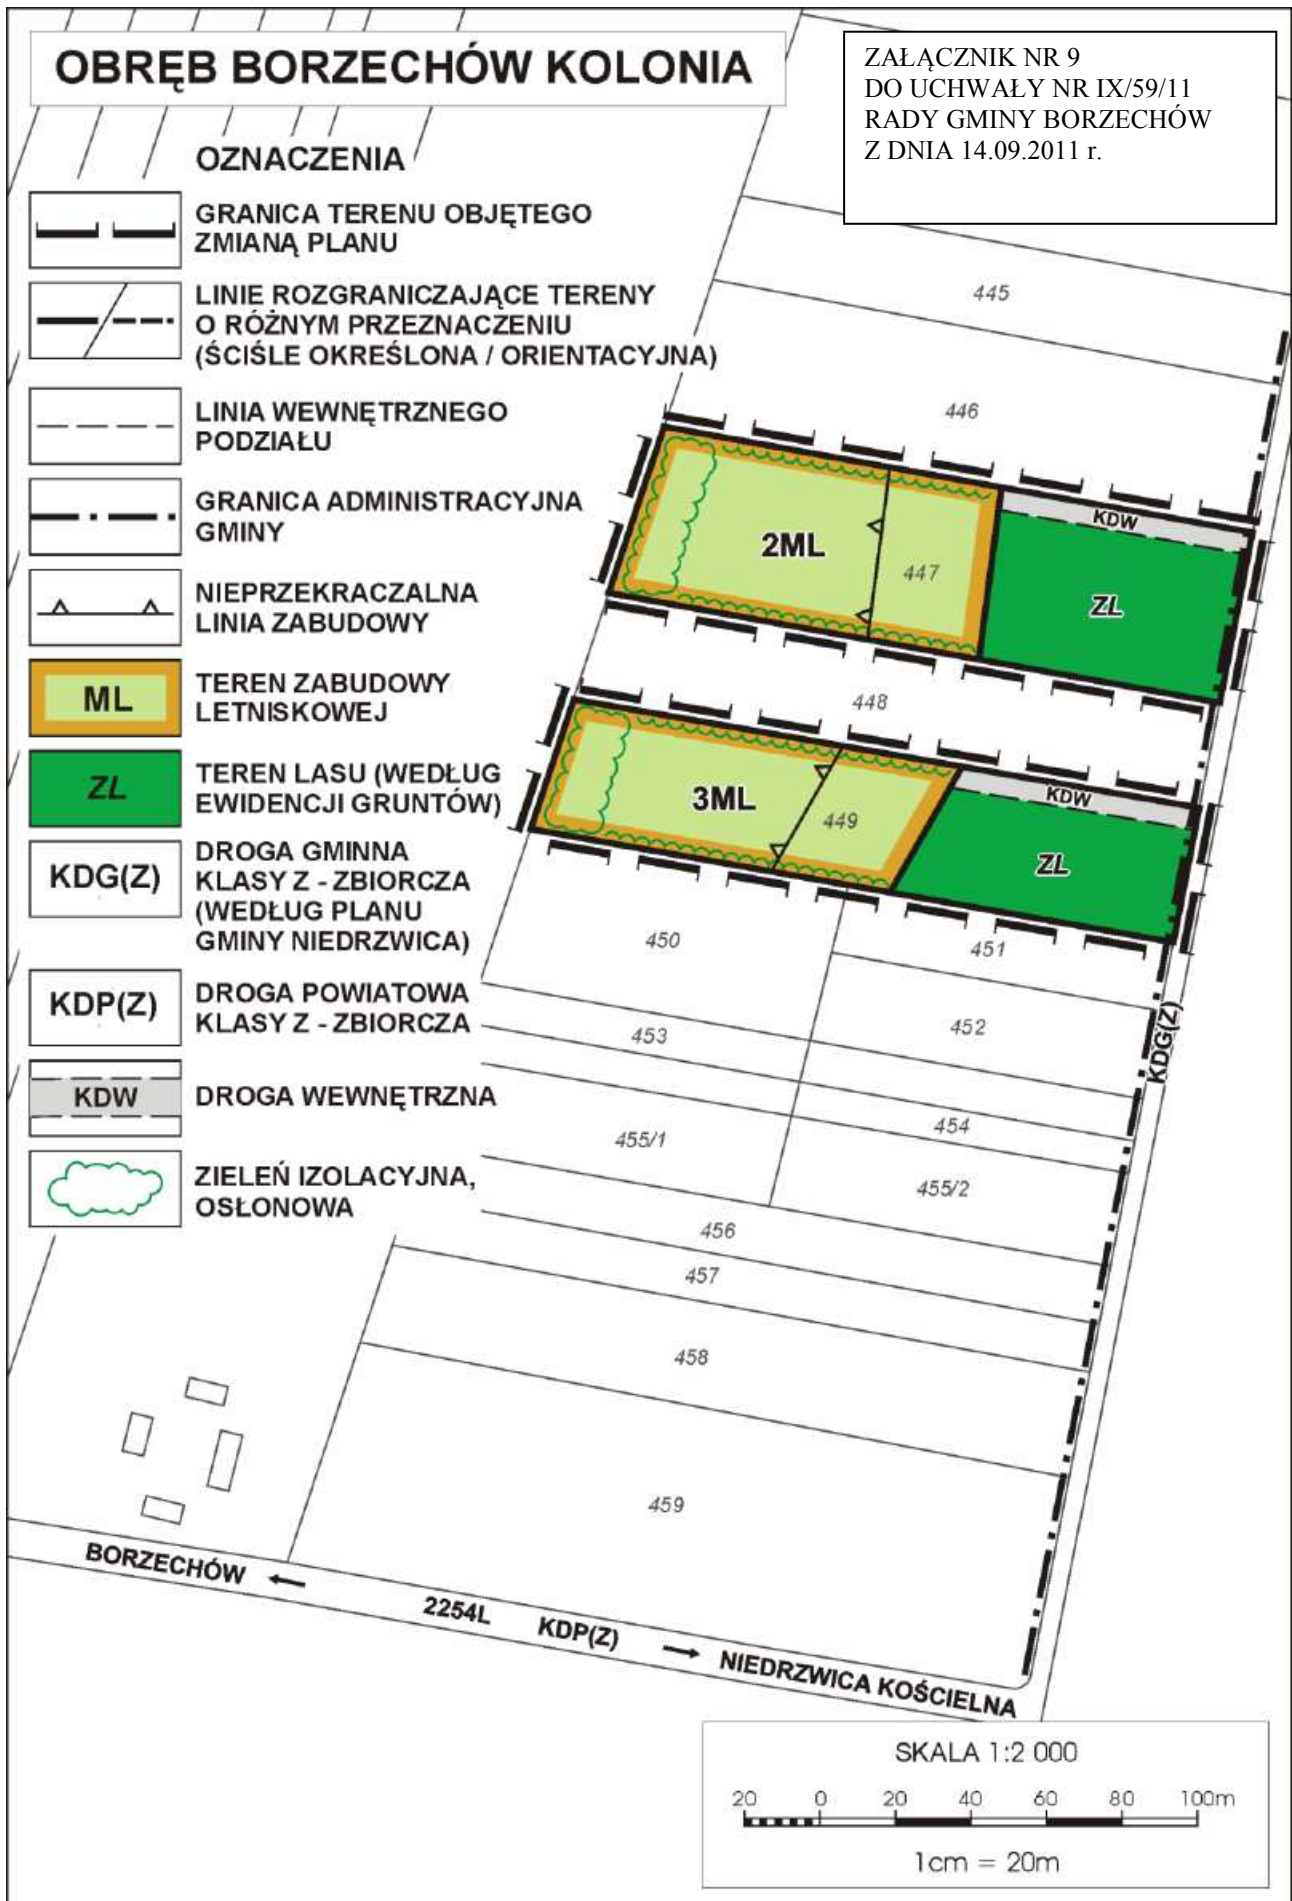 OBRĘB BORZECHÓW KOLONIA
ZAŁĄCZNIK NR 9
DO UCHWAŁY NR IX/59/11
RADY GMINY BORZECHÓW
Z DNIA 14.09.2011 r.
OZNACZENIA
GRANICA TERENU OBJĘTEGO
ZMIANĄ PLANU
LINIE ROZGRANICZAJĄCE TERENY
O RÓŻNYM PRZEZNACZENIU
(ŚCIŚLE OKREŚLONA / ORIENTACYJNA)
LINIA WEWNĘTRZNEGO
PODZIAŁU
GRANICA ADMINISTRACYJNA
GMINY
NIEPRZEKRACZALNA
LINIA ZABUDOWY
ML
TEREN ZABUDOWY
LETNISKOWEJ
ZL
TEREN LASU (WEDŁUG
EWIDENCJI GRUNTÓW)
KDG(Z)
DROGA GMINNA
KLASY Z - ZBIORCZA
(WEDŁUG PLANU
GMINY NIEDRZWICA)
KDP(Z)
DROGA POWIATOWA
KLASY Z - ZBIORCZA
KDW
DROGA WEWNĘTRZNA
ZIELEŃ IZOLACYJNA,
OSŁONOWA
445
446
KDW
2ML
447
ZL
448
KDW
3ML
449
ZL
450
451
452
453
KDG(Z)
454
455/1
455/2
456
457
458
459
BORZECHÓW
2254L KDP(Z)
NIEDRZWICA KOŚCIELNA
SKALA 1:2 000
20 0 20 40 60 80 100m
1cm = 20m